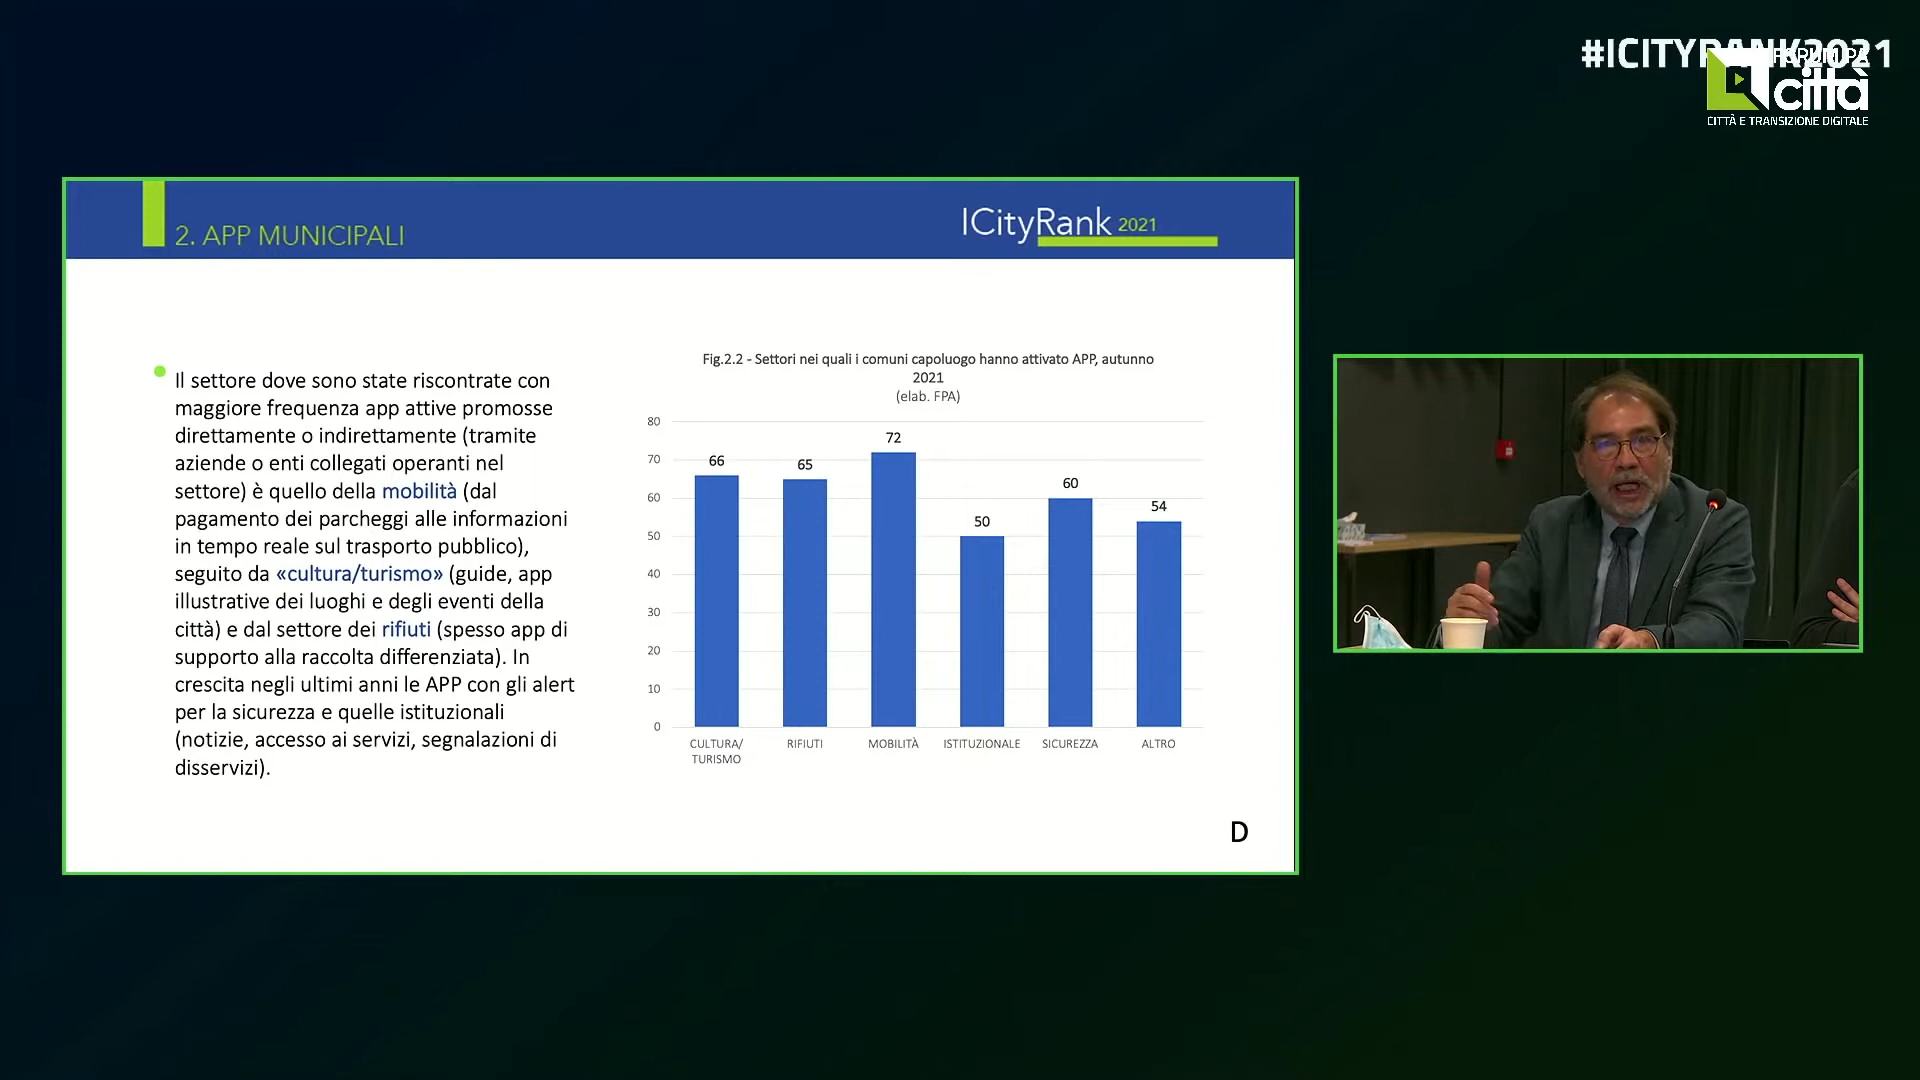 #ICITYRANK2021
FORUM PA
città
CITTÀ E TRANSIZIONE DIGITALE
2. APP MUNICIPALI
ICityRank 2021
Il settore dove sono state riscontrate con
maggiore frequenza app attive promosse
direttamente o indirettamente (tramite
aziende o enti collegati operanti nel
settore) è quello della mobilità (dal
pagamento dei parcheggi alle informazioni
in tempo reale sul trasporto pubblico),
seguito da «cultura/turismo» (guide, app
illustrative dei luoghi e degli eventi della
città) e dal settore dei rifiuti (spesso app di
supporto alla raccolta differenziata). In
crescita negli ultimi anni le APP con gli alert
per la sicurezza e quelle istituzionali
(notizie, accesso ai servizi, segnalazioni di
disservizi).
Fig.2.2 - Settori nei quali i comuni capoluogo hanno attivato APP, autunno
2021
(elab. FPA)
80
70
60
50
40
30
20
10
0
66
65
72
50
60
54
CULTURA/
TURISMO
RIFIUTI
MOBILITÀ
ISTITUZIONALE
SICUREZZA
ALTRO
D